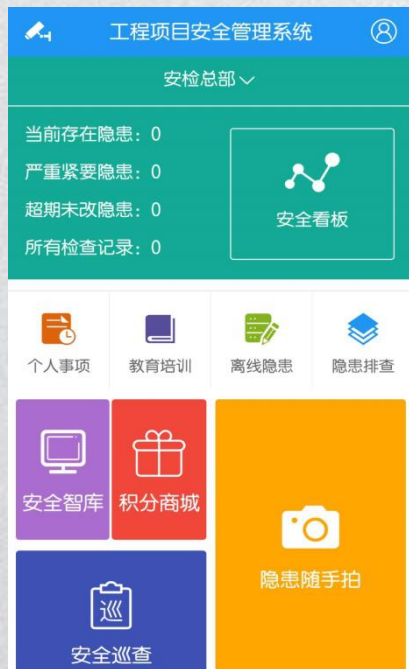 工程项目安全管理系统
安检总部
当前存在隐患：0
严重紧要隐患：0
超期未改隐患：0
所有检查记录：0
安全看板
个人事项
教育培训
离线隐患
隐患排查
安全智库
积分商城
隐患随手拍
巡
安全巡查